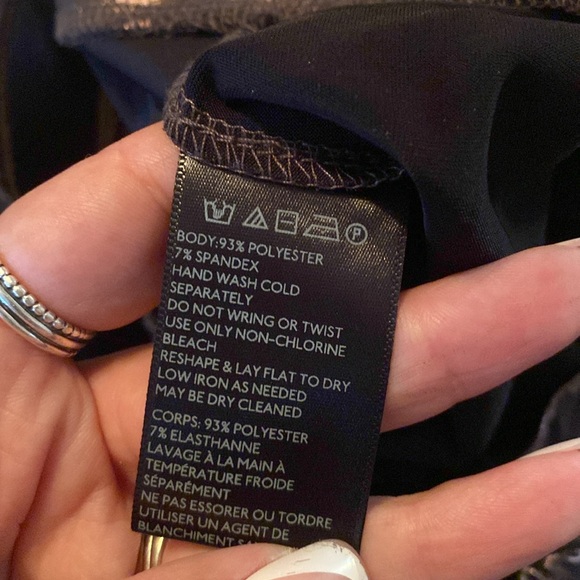 P
BODY:93% POLYESTER
7% SPANDEX
HAND WASH COLD
SEPARATELY
DO NOT WRING OR TWIST
USE ONLY NON-CHLORINE
BLEACH
RESHAPE & LAY FLAT TO DRY
LOW IRON AS NEEDED
MAY BE DRY CLEANED
CORPS: 93% POLYESTER
7% ELASTHANNE
LAVAGE À LA MAIN À
TEMPÉRATURE FROIDE
SÉPARÉMENT
NE PAS ESSORER OU TORDRE
UTILISER UN AGENT DE
BLANCHIMENT